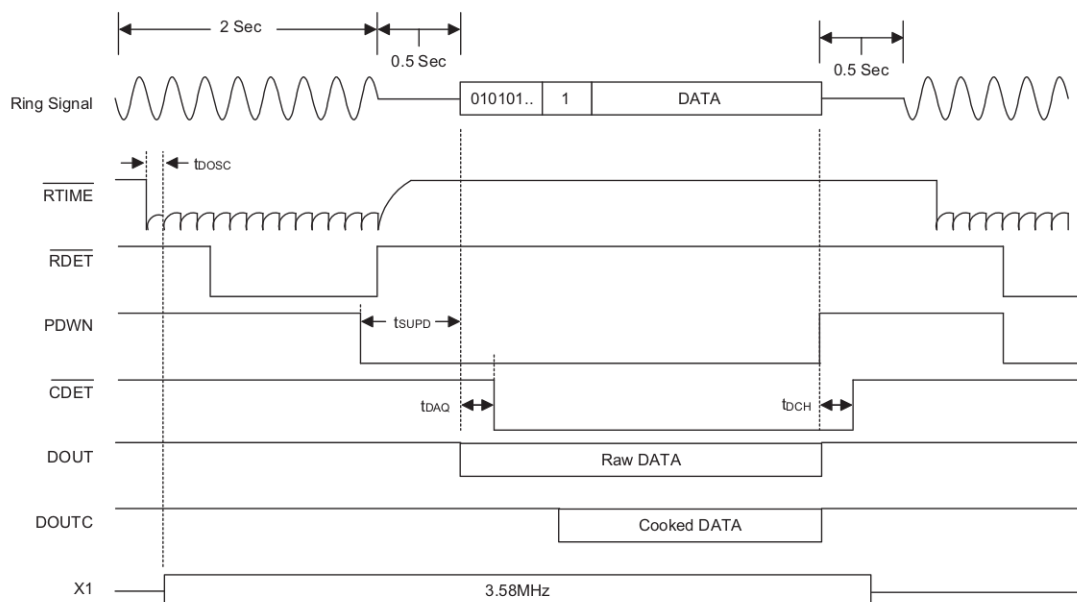 2 Sec
0.5 Sec
0.5 Sec
Ring Signal
010101..
1
DATA
tDOSC
RTIME
RDET
PDWN
tSUPD
CDET
tDAQ
tDCH
DOUT
Raw DATA
DOUTC
Cooked DATA
X1
3.58MHz